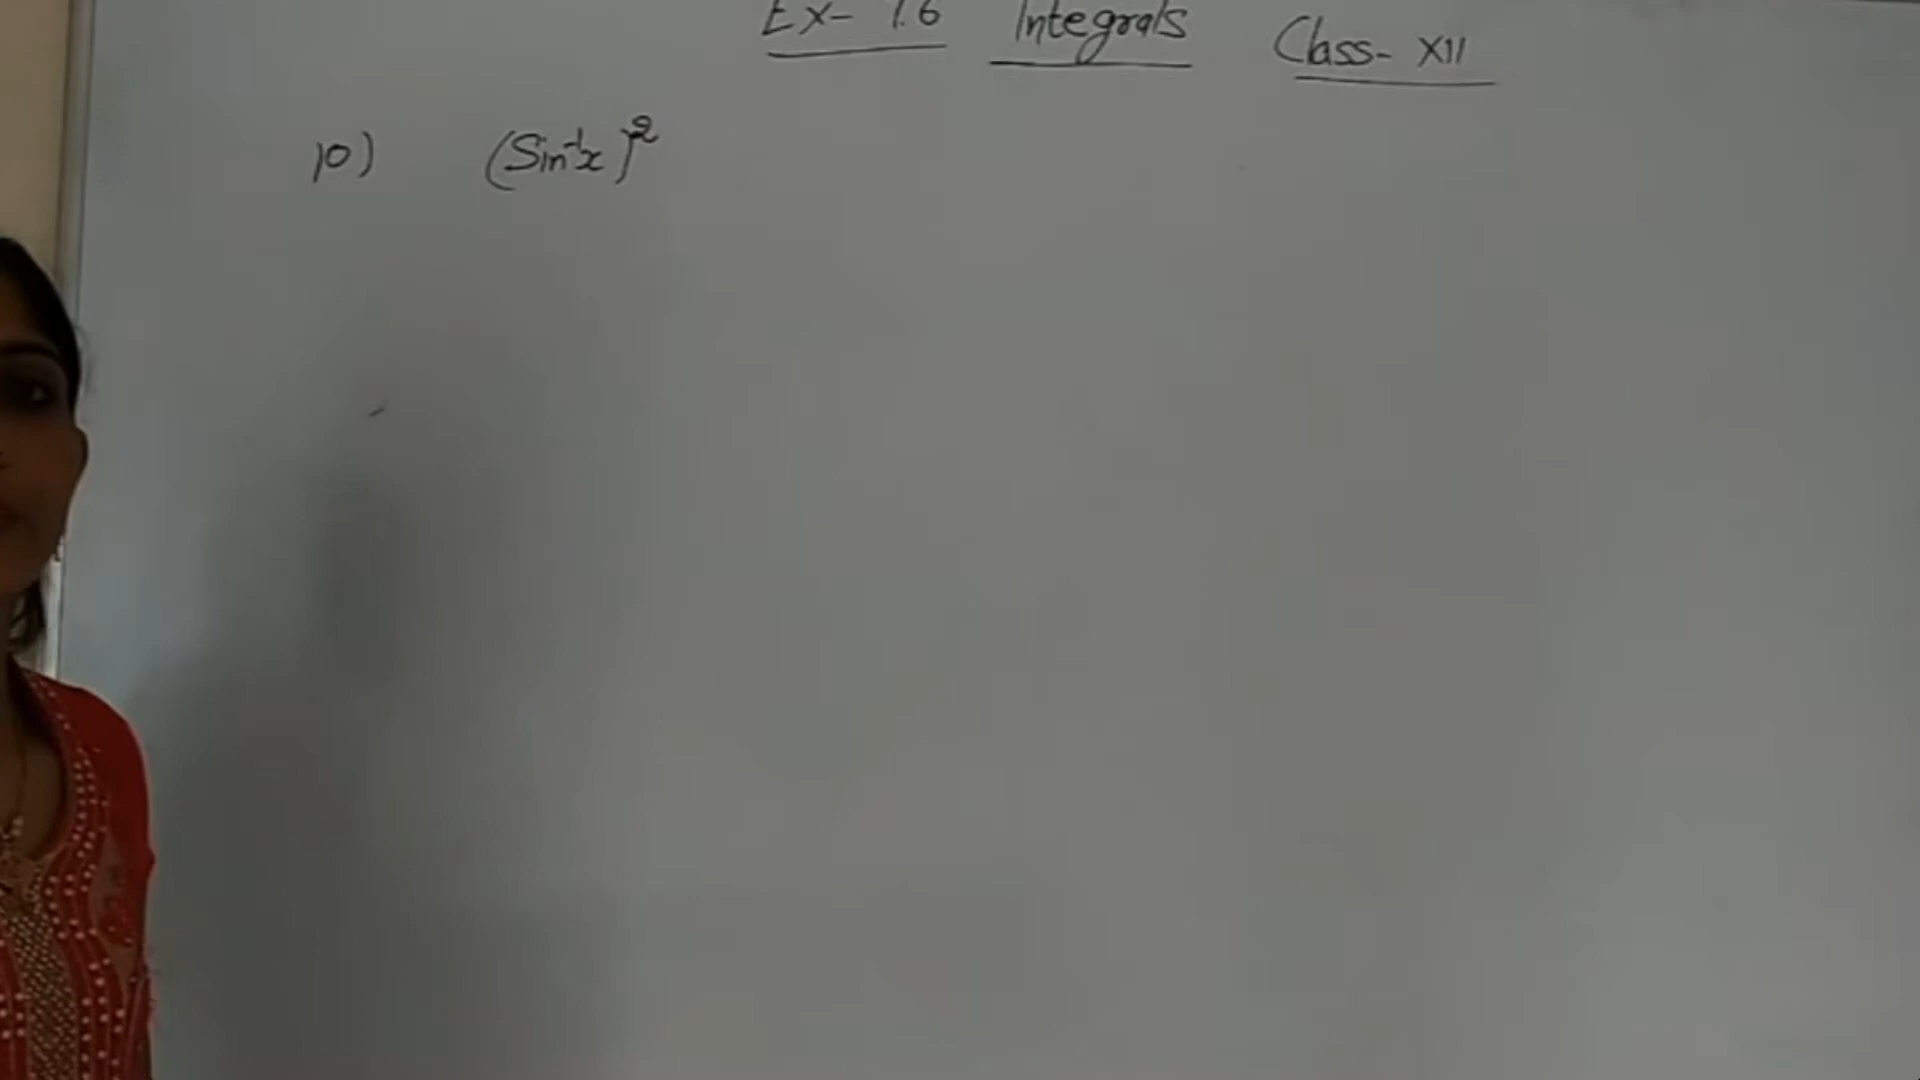 Ex- 7.6 Integrals Class- XII
10) (Sin⁻¹x)²